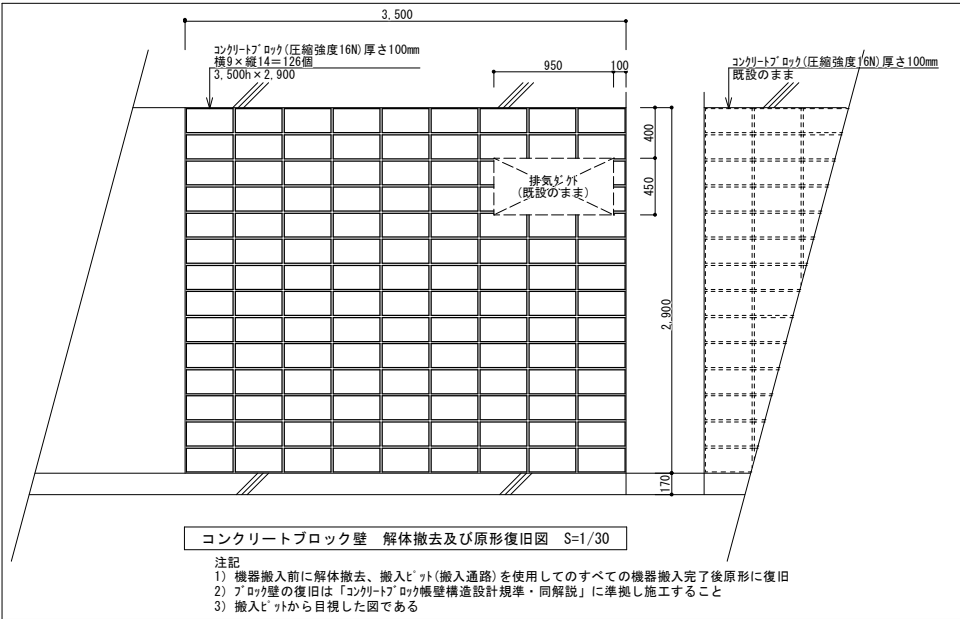 3,500
コンクリートブロック(圧縮強度16N)厚さ100mm
横9×縦14＝126個
3,500h×2,900
950
100
コンクリートブロック(圧縮強度16N)厚さ100mm
既設のまま
400
450
排気ダクト
(既設のまま)
2,900
170
コンクリートブロック壁　解体撤去及び原形復旧図　S=1/30
注記
1) 機器搬入前に解体撤去、搬入ピット(搬入通路)を使用してのすべての機器搬入完了後原形に復旧
2) ブロック壁の復旧は「コンクリートブロック帳壁構造設計規準・同解説」に準拠し施工すること
3) 搬入ピットから目視した図である